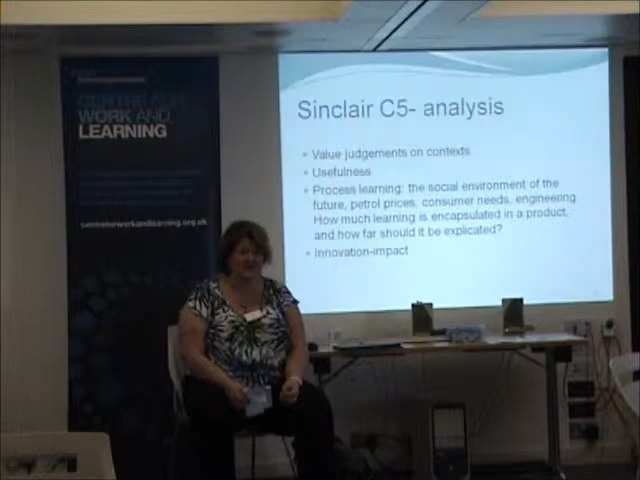 CENTRE FOR
WORK AND
LEARNING
centreforworkandlearning.org.uk
Sinclair C5- analysis
Value judgements on contexts
Usefulness
Process learning: the social environment of the
future, petrol prices, consumer needs, engineering
How much learning is encapsulated in a product,
and how far should it be explicated?
Innovation-impact